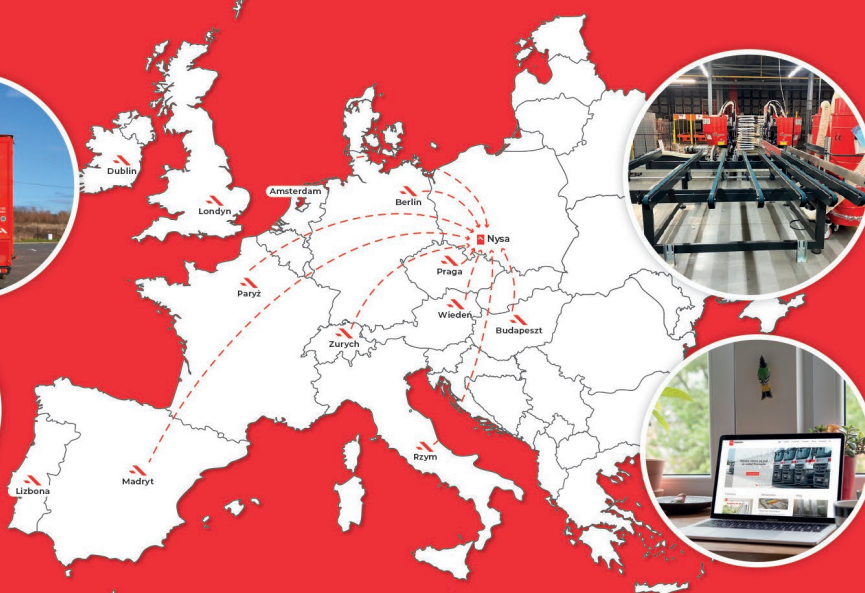 Dublin
Londyn
Amsterdam
Berlin
Nysa
Praga
Paryż
Wiedeń
Budapeszt
Zurych
Rzym
Madryt
Lizbona